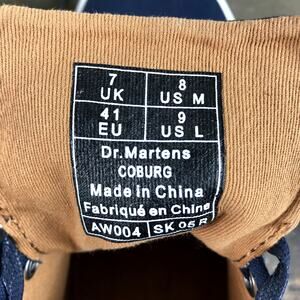 7 8
UK US M
41 9
EU US L
Dr.Martens
COBURG
Made in China
Fabriqué en China
AW004 SK 05 R